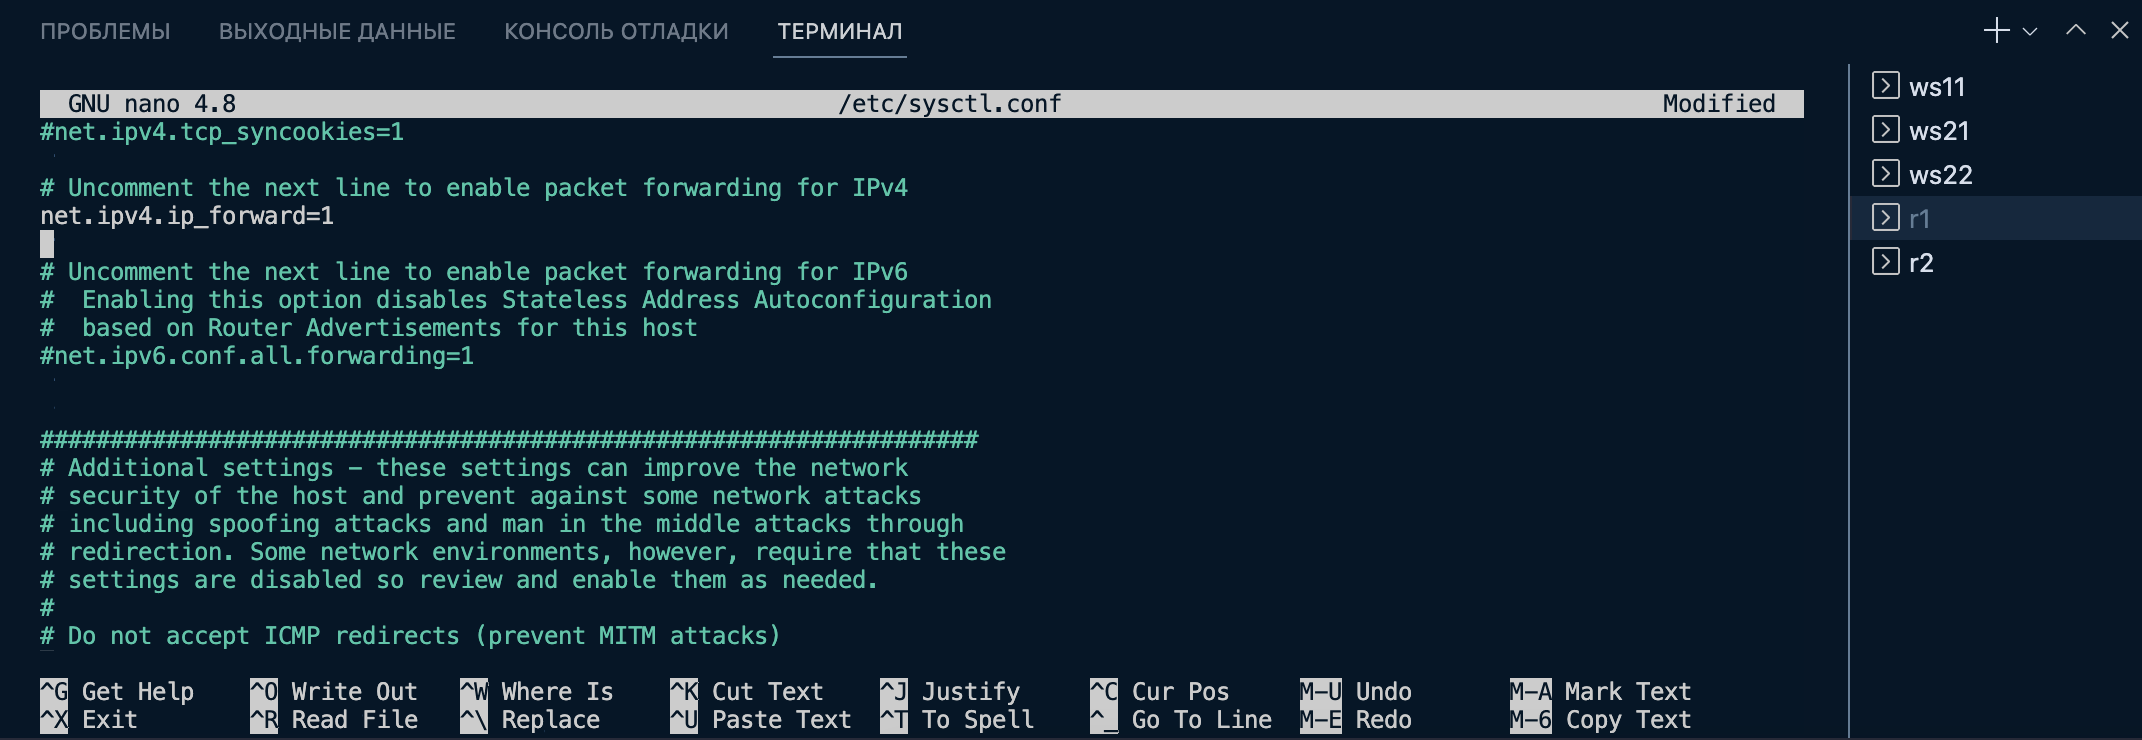 ПРОБЛЕМЫ ВЫХОДНЫЕ ДАННЫЕ КОНСОЛЬ ОТЛАДКИ ТЕРМИНАЛ
GNU nano 4.8 /etc/sysctl.conf Modified
#net.ipv4.tcp_syncookies=1
# Uncomment the next line to enable packet forwarding for IPv4
net.ipv4.ip_forward=1
# Uncomment the next line to enable packet forwarding for IPv6
#  Enabling this option disables Stateless Address Autoconfiguration
#  based on Router Advertisements for this host
#net.ipv6.conf.all.forwarding=1
###################################################################
# Additional settings – these settings can improve the network
# security of the host and prevent against some network attacks
# including spoofing attacks and man in the middle attacks through
# redirection. Some network environments, however, require that these
# settings are disabled so review and enable them as needed.
#
# Do not accept ICMP redirects (prevent MITM attacks)
^G Get Help ^O Write Out ^W Where Is ^K Cut Text ^J Justify ^C Cur Pos M-U Undo M-A Mark Text
^X Exit ^R Read File ^\ Replace ^U Paste Text ^T To Spell ^_ Go To Line M-E Redo M-6 Copy Text
ws11
ws21
ws22
r1
r2